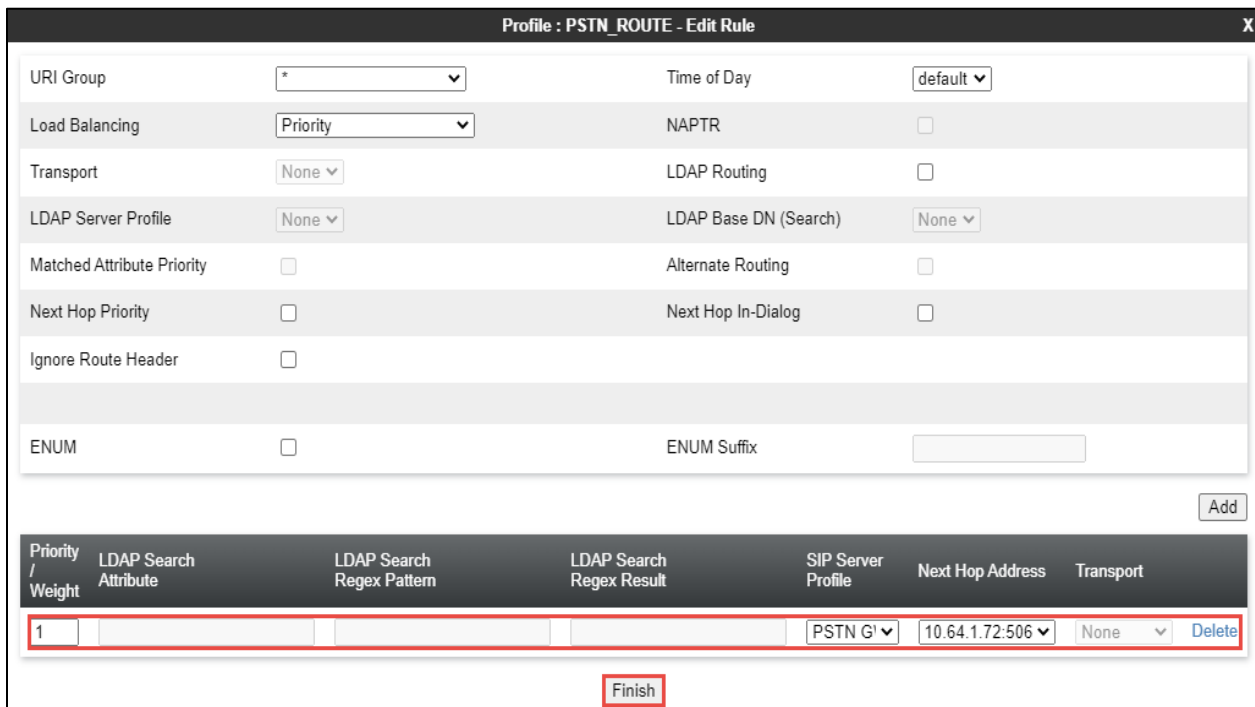 Profile : PSTN_ROUTE - Edit Rule X
URI Group * Time of Day default
Load Balancing Priority NAPTR
Transport None LDAP Routing
LDAP Server Profile None LDAP Base DN (Search) None
Matched Attribute Priority Alternate Routing
Next Hop Priority Next Hop In-Dialog
Ignore Route Header
ENUM ENUM Suffix
Add
Priority / Weight LDAP Search Attribute LDAP Search Regex Pattern LDAP Search Regex Result SIP Server Profile Next Hop Address Transport
1 PSTN 10.64.1.72:506 None Delete
Finish